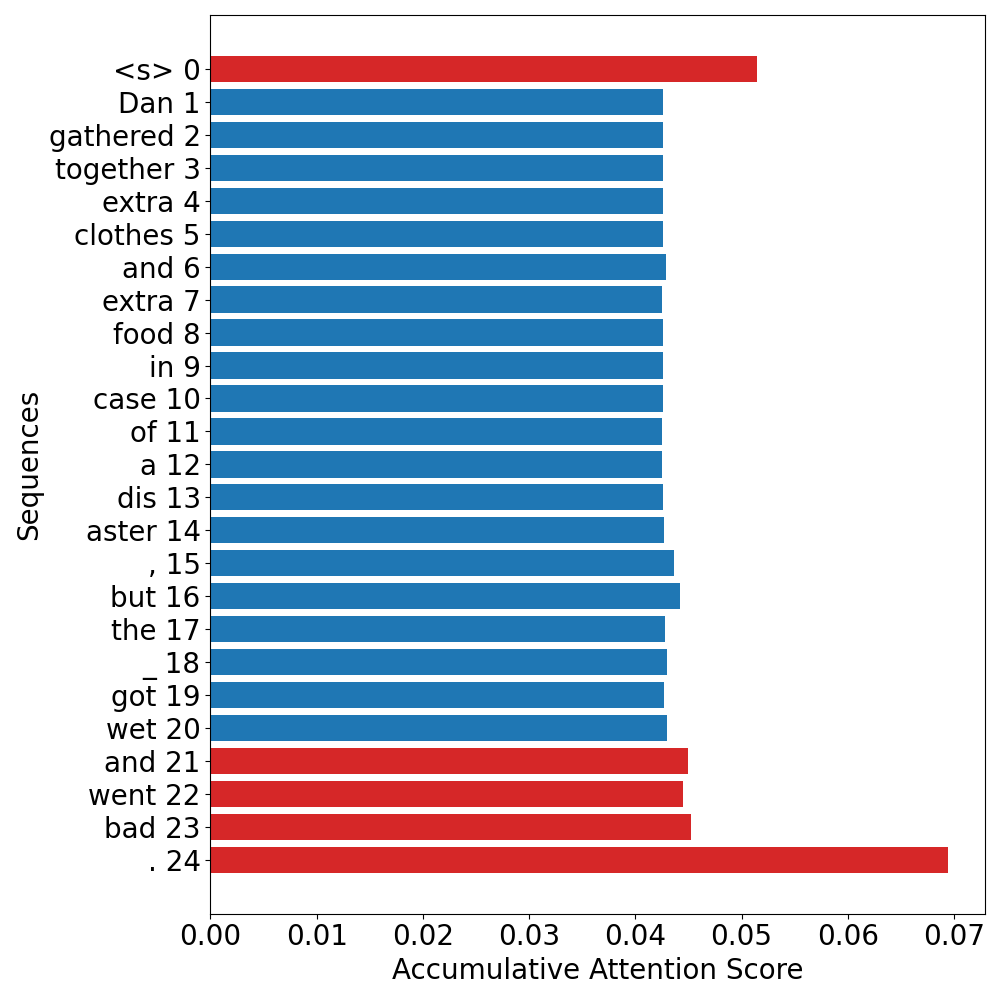 <s> 0
Dan 1
gathered 2
together 3
extra 4
clothes 5
and 6
extra 7
food 8
in 9
case 10
of 11
a 12
dis 13
aster 14
, 15
but 16
the 17
_ 18
got 19
wet 20
and 21
went 22
bad 23
. 24
Sequences
0.00 0.01 0.02 0.03 0.04 0.05 0.06 0.07
Accumulative Attention Score